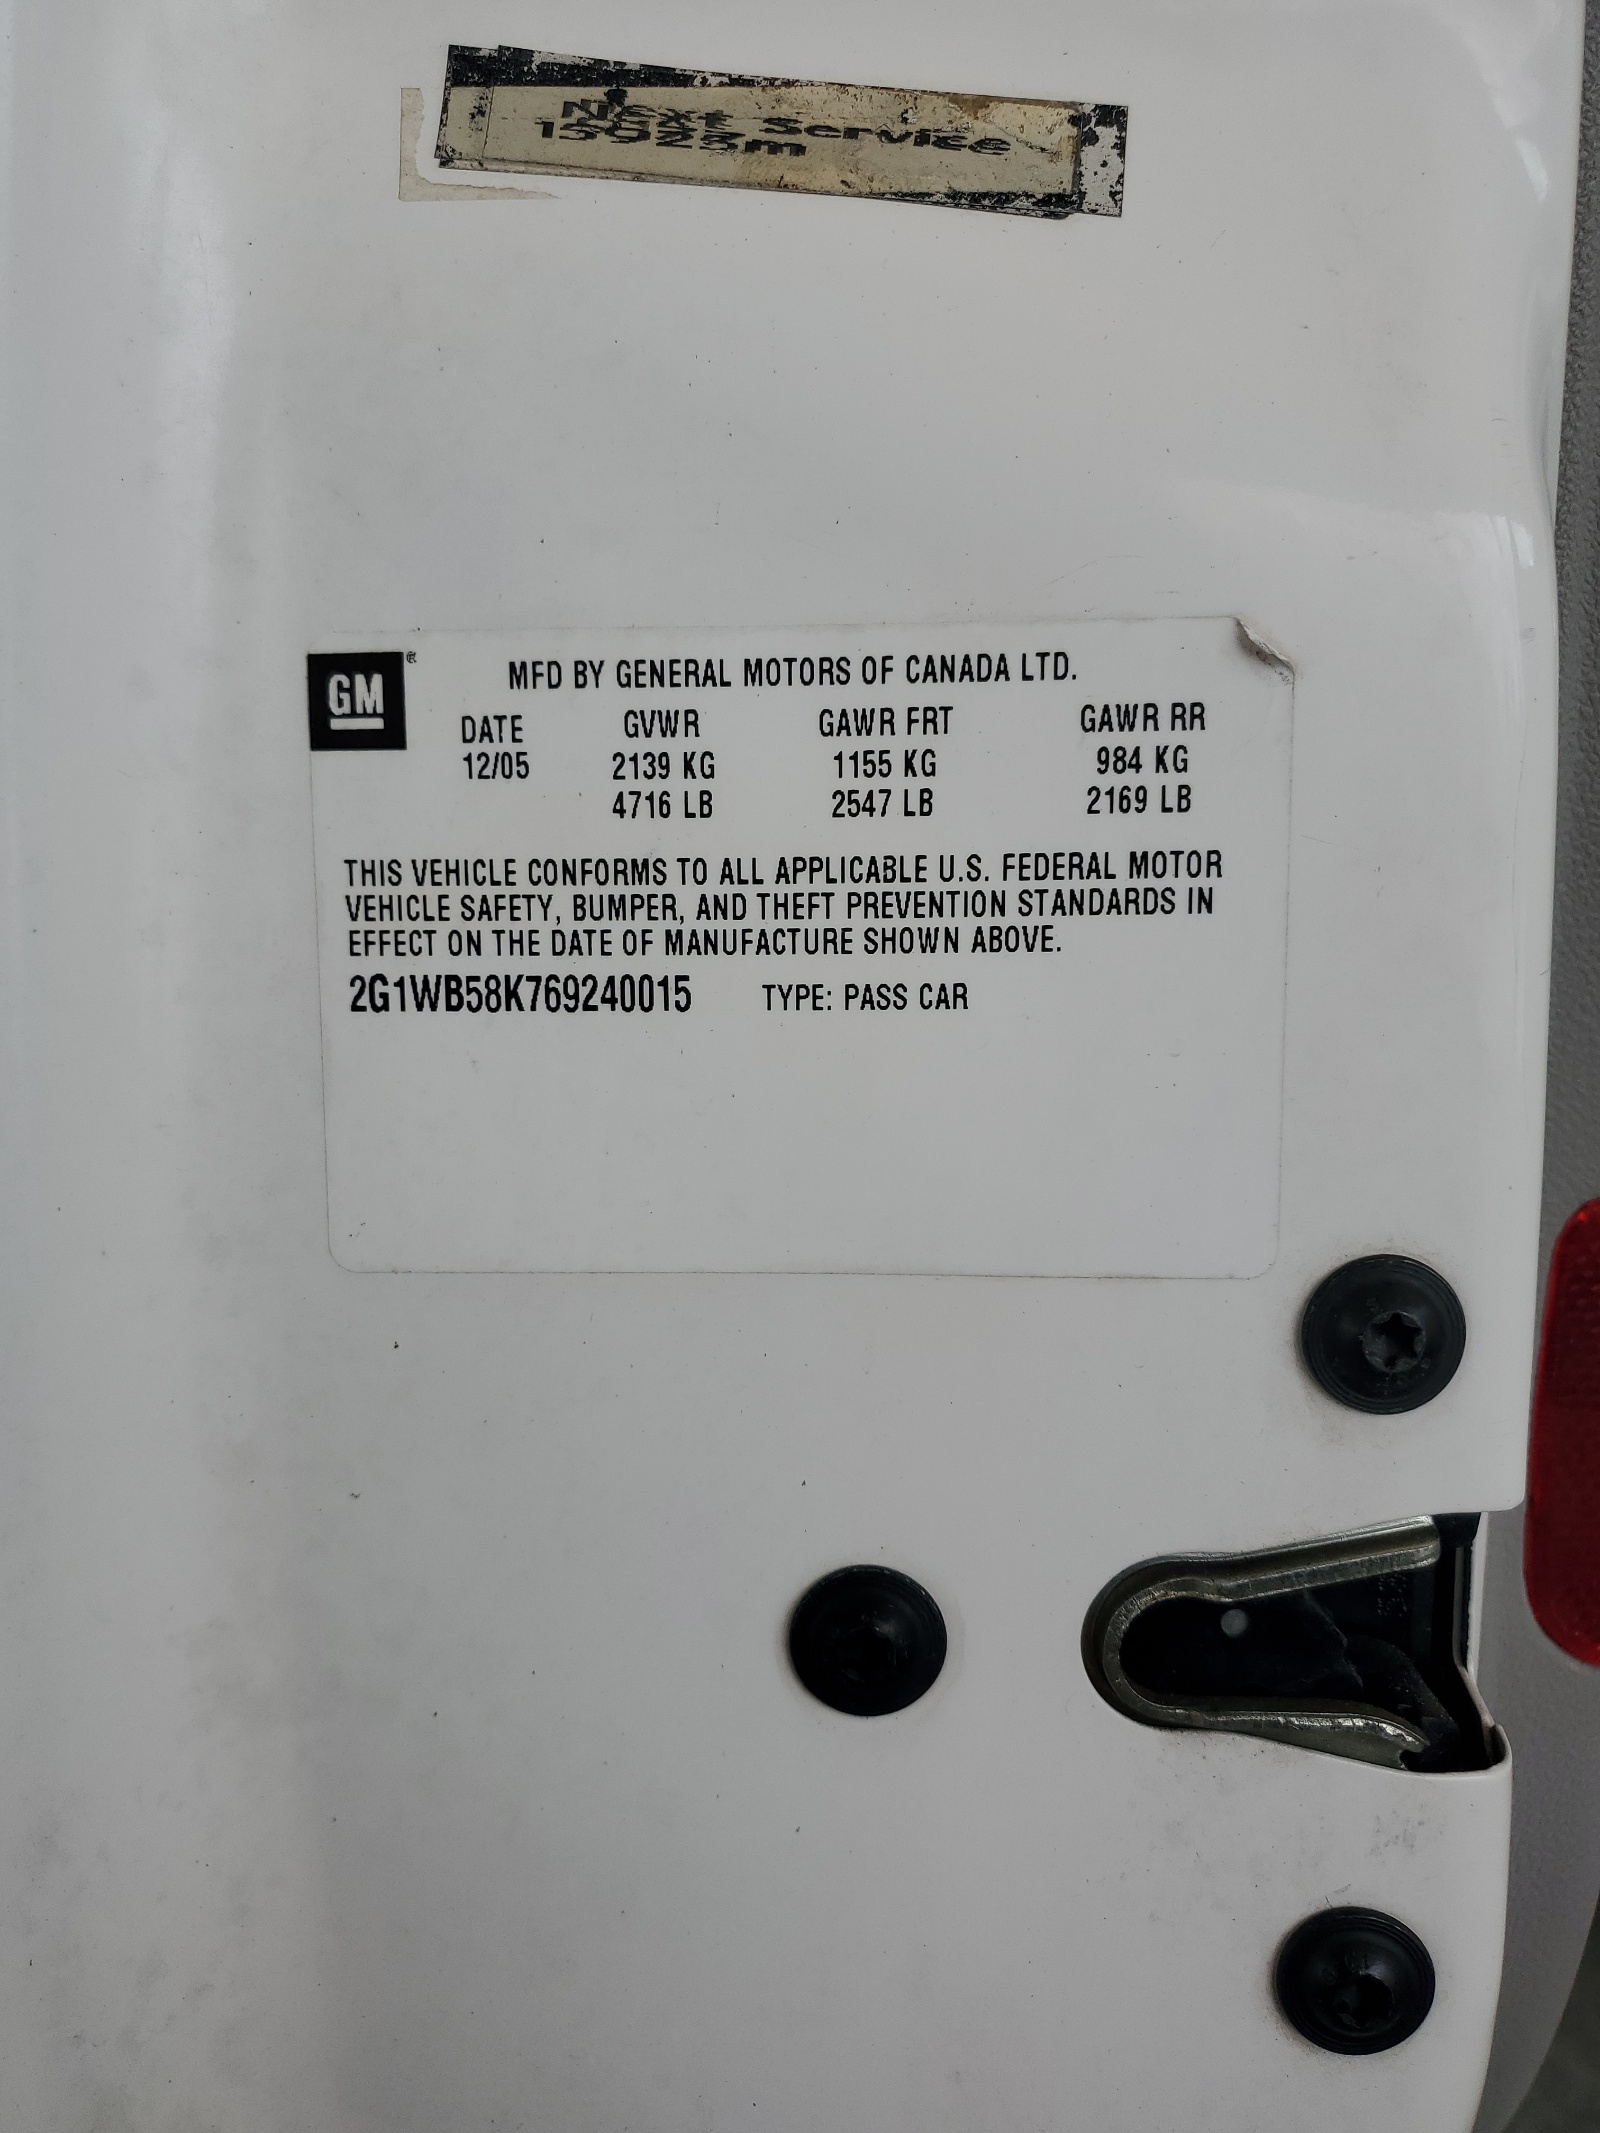 Next Service
GM
MFD BY GENERAL MOTORS OF CANADA LTD.
DATE GVWR GAWR FRT GAWR RR
12/05 2139 KG 1155 KG 984 KG
4716 LB 2547 LB 2169 LB
THIS VEHICLE CONFORMS TO ALL APPLICABLE U.S. FEDERAL MOTOR
VEHICLE SAFETY, BUMPER, AND THEFT PREVENTION STANDARDS IN
EFFECT ON THE DATE OF MANUFACTURE SHOWN ABOVE.
2G1WB58K769240015 TYPE: PASS CAR